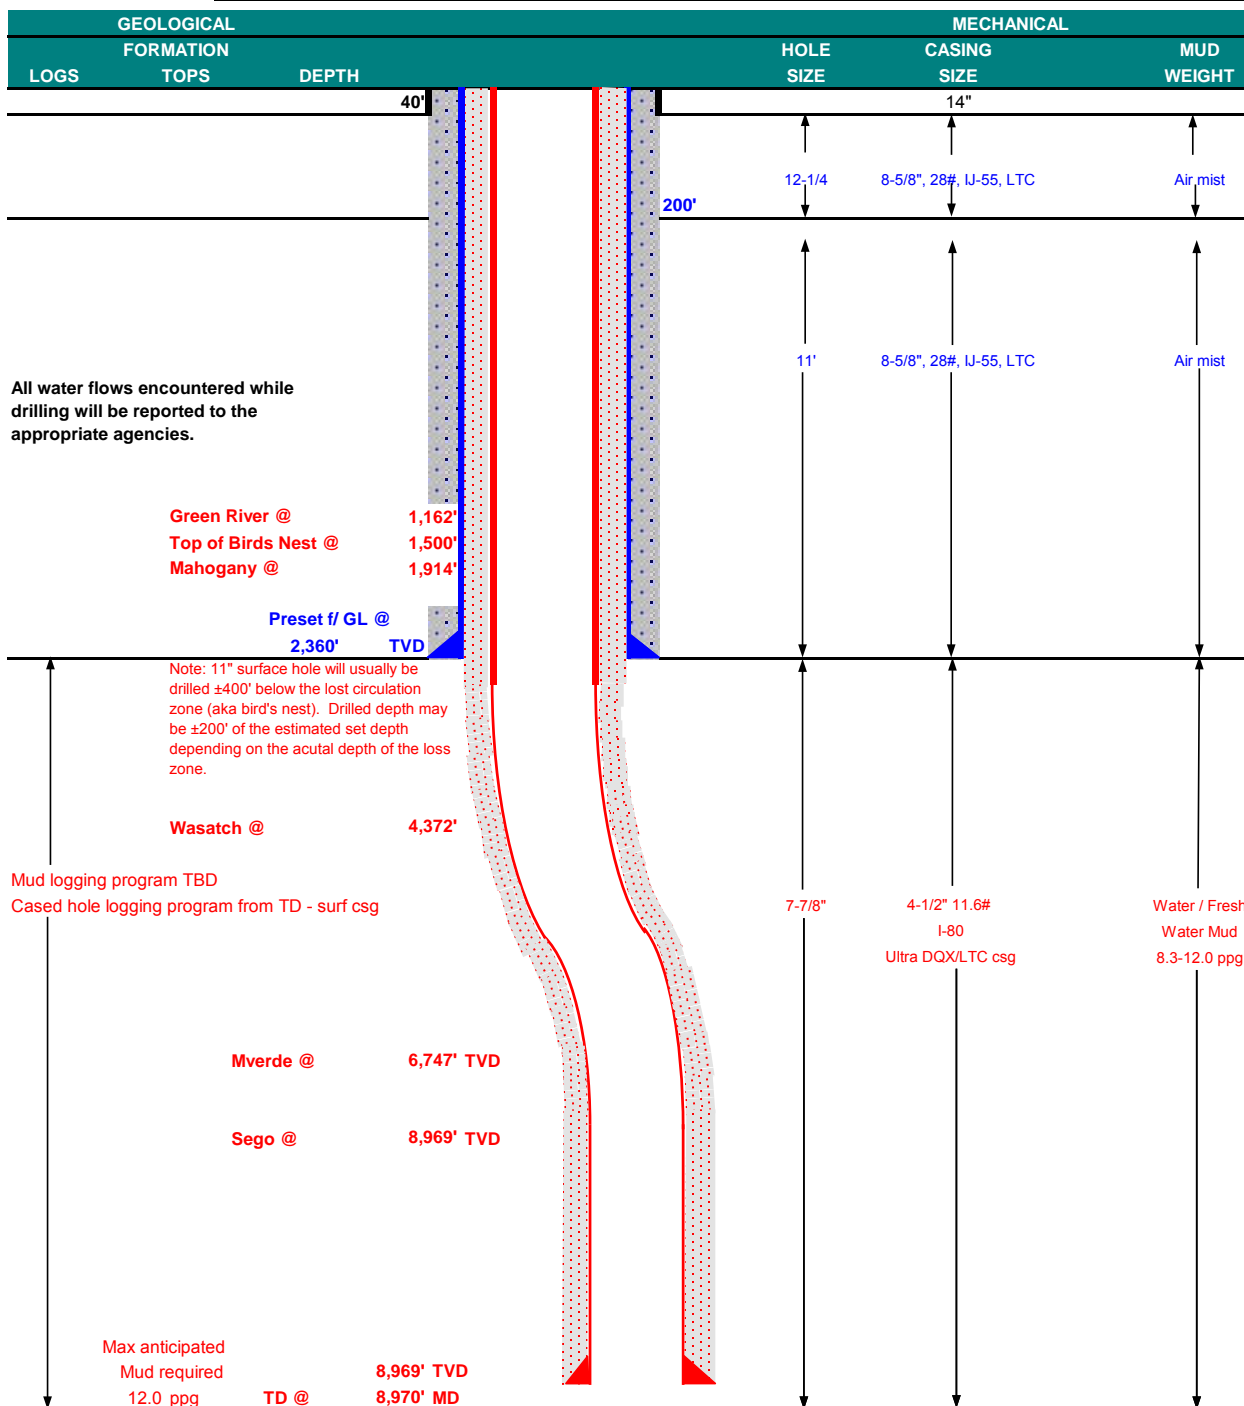 GEOLOGICAL MECHANICAL
FORMATION HOLE CASING MUD
LOGS TOPS DEPTH SIZE SIZE WEIGHT
40' 14"
12-1/4 8-5/8", 28#, IJ-55, LTC Air mist
200'
11' 8-5/8", 28#, IJ-55, LTC Air mist
All water flows encountered while
drilling will be reported to the
appropriate agencies.
Green River @ 1,162'
Top of Birds Nest @ 1,500'
Mahogany @ 1,914'
Preset f/ GL @
2,360' TVD
Note: 11" surface hole will usually be
drilled ±400' below the lost circulation
zone (aka bird's nest). Drilled depth may
be ±200' of the estimated set depth
depending on the acutal depth of the loss
zone.
Wasatch @ 4,372'
Mud logging program TBD
Cased hole logging program from TD - surf csg
7-7/8" 4-1/2" 11.6# Water / Fresh
I-80 Water Mud
Ultra DQX/LTC csg 8.3-12.0 ppg
Mverde @ 6,747' TVD
Sego @ 8,969' TVD
Max anticipated
Mud required 8,969' TVD
12.0 ppg TD @ 8,970' MD